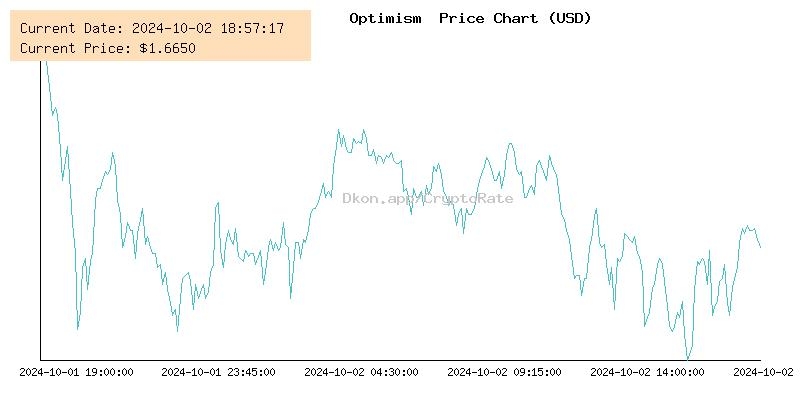 Optimism Price Chart (USD)
Current Date: 2024-10-02 18:57:17
Current Price: $1.6650
Dkon.app/CryptoRate
2024-10-01 19:00:00 2024-10-01 23:45:00 2024-10-02 04:30:00 2024-10-02 09:15:00 2024-10-02 14:00:00 2024-10-02